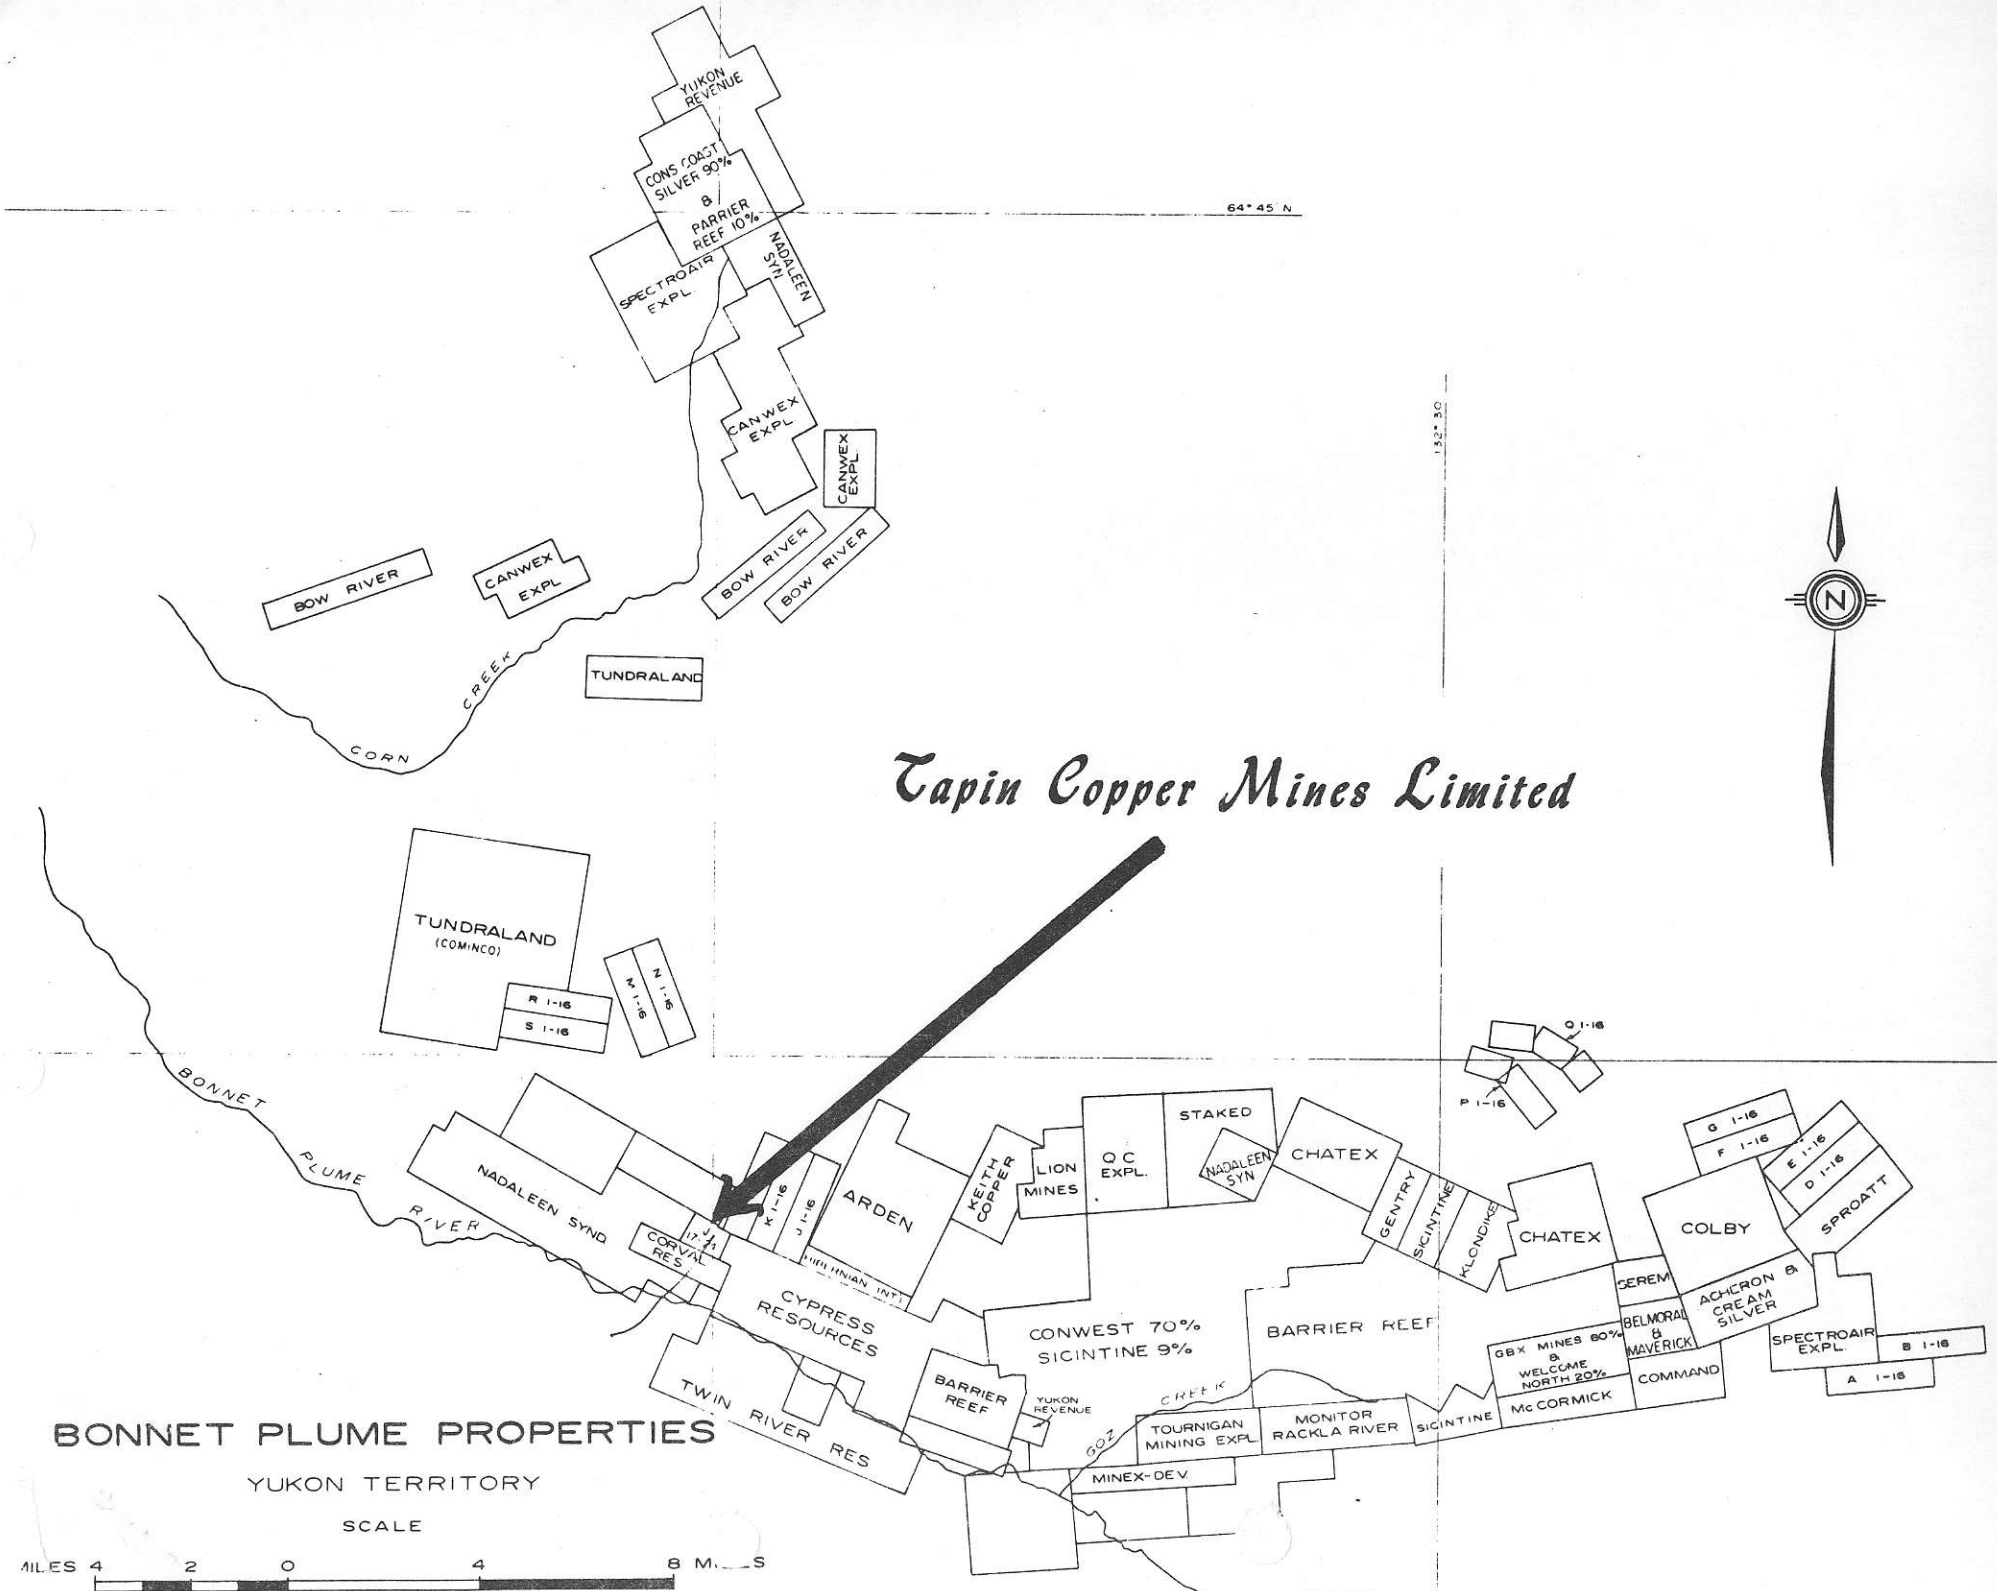 YUKON
REVENUE
CONS. COAST
SILVER 90%
&
PARRIER
REEF 10%
64° 45' N
NADALEEN
SYN
SPECTROAIR
EXPL.
CANWEX
EXPL.
132° 30
CANWEX
EXPL.
BOW RIVER
CANWEX
EXPL
BOW RIVER
BOW RIVER
N
CREEK
TUNDRALAND
CORN
Tapin Copper Mines Limited
TUNDRALAND
(COMINCO)
R 1-16
S 1-16
M 1-16
N 1-16
Q 1-16
P 1-16
BONNET
PLUME
RIVER
NADALEEN SYND.
J
17-24
CORVAL
RES
K 1-16
J 1-16
ARDEN
HIBERNIAN INT'L
KEITH
COPPER
LION
MINES
Q C
EXPL.
STAKED
NADALEEN
SYN
CHATEX
GENTRY
SICINTINE
KLONDIKE
CHATEX
G 1-16
F 1-16
E 1-16
D 1-16
SPROATT
COLBY
SEREM
ACHERON &
CREAM
SILVER
BELMORAL
&
MAVERICK
CYPRESS
RESOURCES
CONWEST 70%
SICINTINE 9%
BARRIER REEF
GBX MINES 80%
&
WELCOME
NORTH 20%
SPECTROAIR
EXPL.
B 1-16
A 1-16
COMMAND
McCORMICK
SICINTINE
MONITOR
RACKLA RIVER
TOURNIGAN
MINING EXPL
GOZ CREEK
YUKON
REVENUE
BARRIER
REEF
TWIN RIVER RES
MINEX-DEV.
BONNET PLUME PROPERTIES
YUKON TERRITORY
SCALE
MILES 4 2 0 4 8